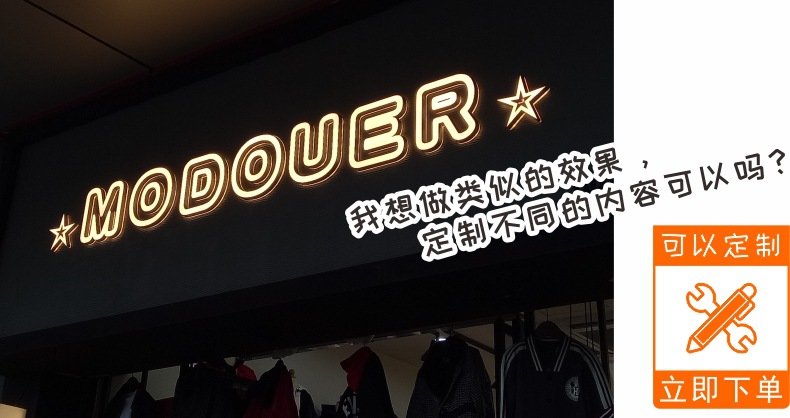 MODOUER
我想做类似的效果，
定制不同的内容可以吗?
可以定制
立即下单